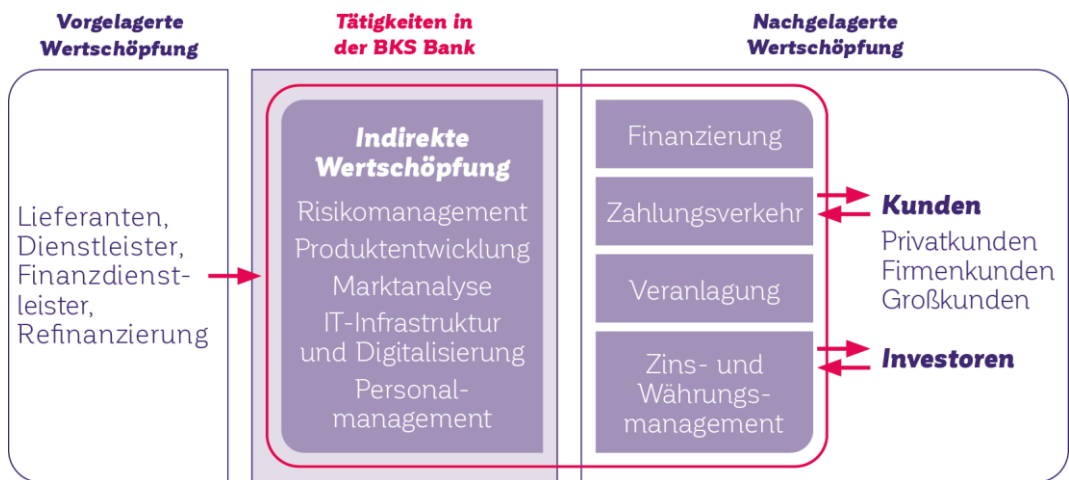 Vorgelagerte
Wertschöpfung
Tätigkeiten in
der BKS Bank
Nachgelagerte
Wertschöpfung
Lieferanten,
Dienstleister,
Finanzdienst-
leister,
Refinanzierung
Indirekte
Wertschöpfung
Risikomanagement
Produktentwicklung
Marktanalyse
IT-Infrastruktur
und Digitalisierung
Personal-
management
Finanzierung
Zahlungsverkehr
Veranlagung
Zins- und
Währungs-
management
Kunden
Privatkunden
Firmenkunden
Großkunden
Investoren